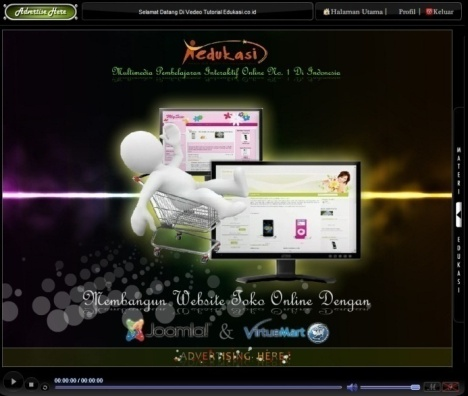 Advertise Here
Selamat Datang Di Vedeo Tutorial Edukasi.co.id
Halaman Utama | Profil | Keluar
edukasi
Multimedia Pembelajaran Interaktif Online No. 1 Di Indonesia
MATERI
EDUKASI
Membangun Website Toko Online Dengan
Joomla! & VirtueMart
ADVERTISING HERE!
00:00:00 / 00:00:00